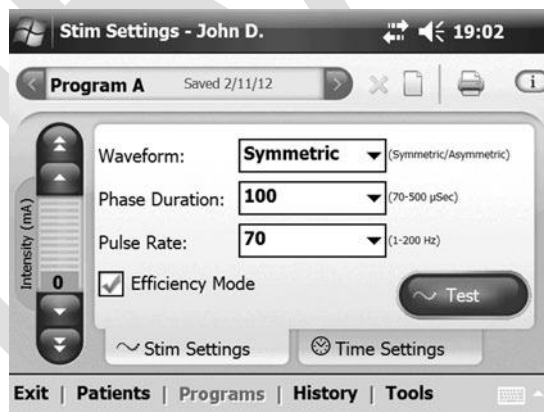 Stim Settings - John D. 19:02
Program A Saved 2/11/12 i
Waveform: Symmetric (Symmetric/Asymmetric)
Phase Duration: 100 (70-500 µSec)
Pulse Rate: 70 (1-200 Hz)
Intensity (mA)
0
Efficiency Mode
Test
Stim Settings Time Settings
Exit | Patients | Programs | History | Tools